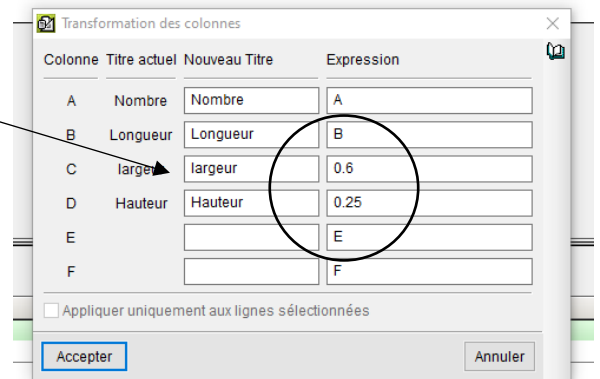 Transformation des colonnes
Colonne Titre actuel Nouveau Titre Expression
A Nombre Nombre A
B Longueur Longueur B
C largeur largeur 0.6
D Hauteur Hauteur 0.25
E E
F F
Appliquer uniquement aux lignes sélectionnées
Accepter Annuler